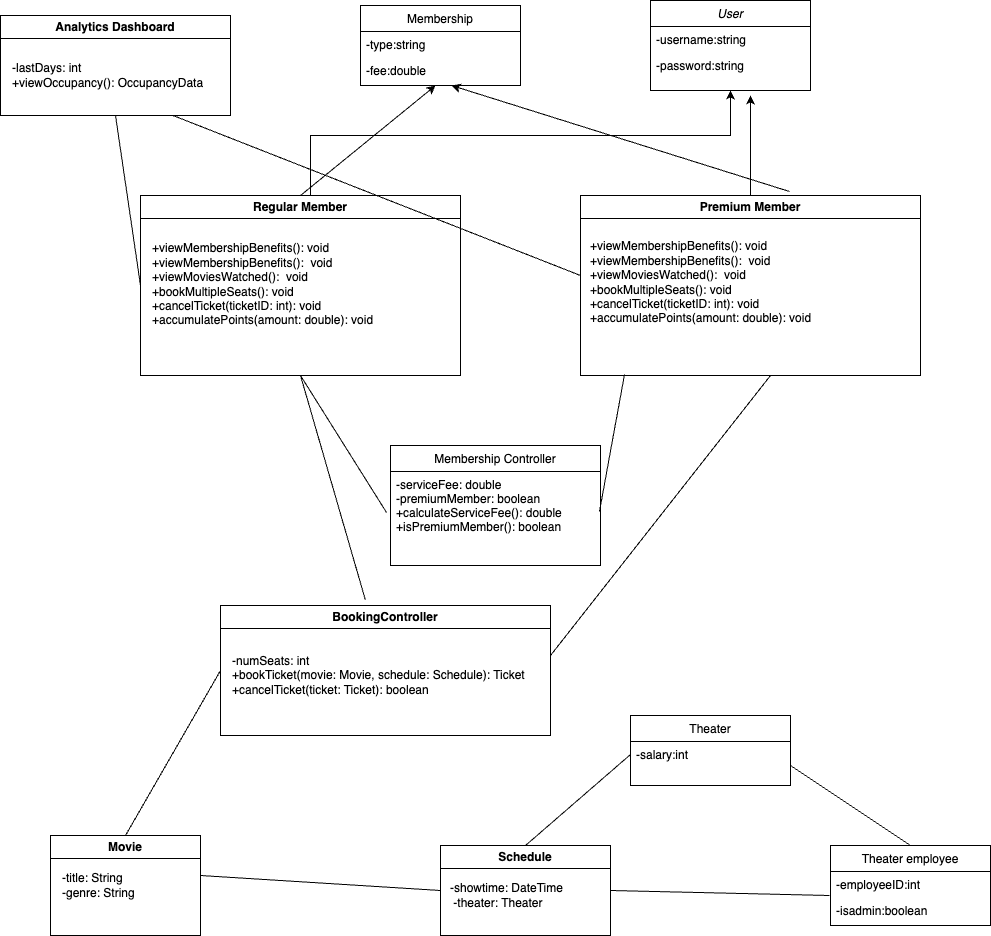 Analytics Dashboard
-lastDays: int
+viewOccupancy(): OccupancyData
Membership
-type:string
-fee:double
User
-username:string
-password:string
Regular Member
+viewMembershipBenefits(): void
+viewMembershipBenefits(): void
+viewMoviesWatched(): void
+bookMultipleSeats(): void
+cancelTicket(ticketID: int): void
+accumulatePoints(amount: double): void
Premium Member
+viewMembershipBenefits(): void
+viewMembershipBenefits(): void
+viewMoviesWatched(): void
+bookMultipleSeats(): void
+cancelTicket(ticketID: int): void
+accumulatePoints(amount: double): void
Membership Controller
-serviceFee: double
-premiumMember: boolean
+calculateServiceFee(): double
+isPremiumMember(): boolean
BookingController
-numSeats: int
+bookTicket(movie: Movie, schedule: Schedule): Ticket
+cancelTicket(ticket: Ticket): boolean
Theater
-salary:int
Movie
-title: String
-genre: String
Schedule
-showtime: DateTime
-theater: Theater
Theater employee
-employeeID:int
-isadmin:boolean